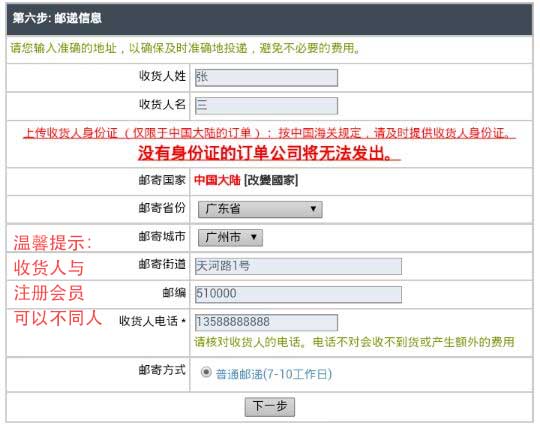 第六步: 邮递信息
请您输入准确的地址，以确保及时准确地投递，避免不必要的费用。
收货人姓 张
收货人名 三
上传收货人身份证（仅限于中国大陆的订单）：按中国海关规定，请及时提供收货人身份证。
没有身份证的订单公司将无法发出。
邮寄国家 中国大陆 [改變國家]
邮寄省份 广东省
邮寄城市 广州市
邮寄街道 天河路1号
邮编 510000
温馨提示：
收货人与
注册会员
可以不同人
收货人电话 * 13588888888
请核对收货人的电话。电话不对会收不到货或产生额外的费用
邮寄方式 普通邮递(7-10工作日)
下一步